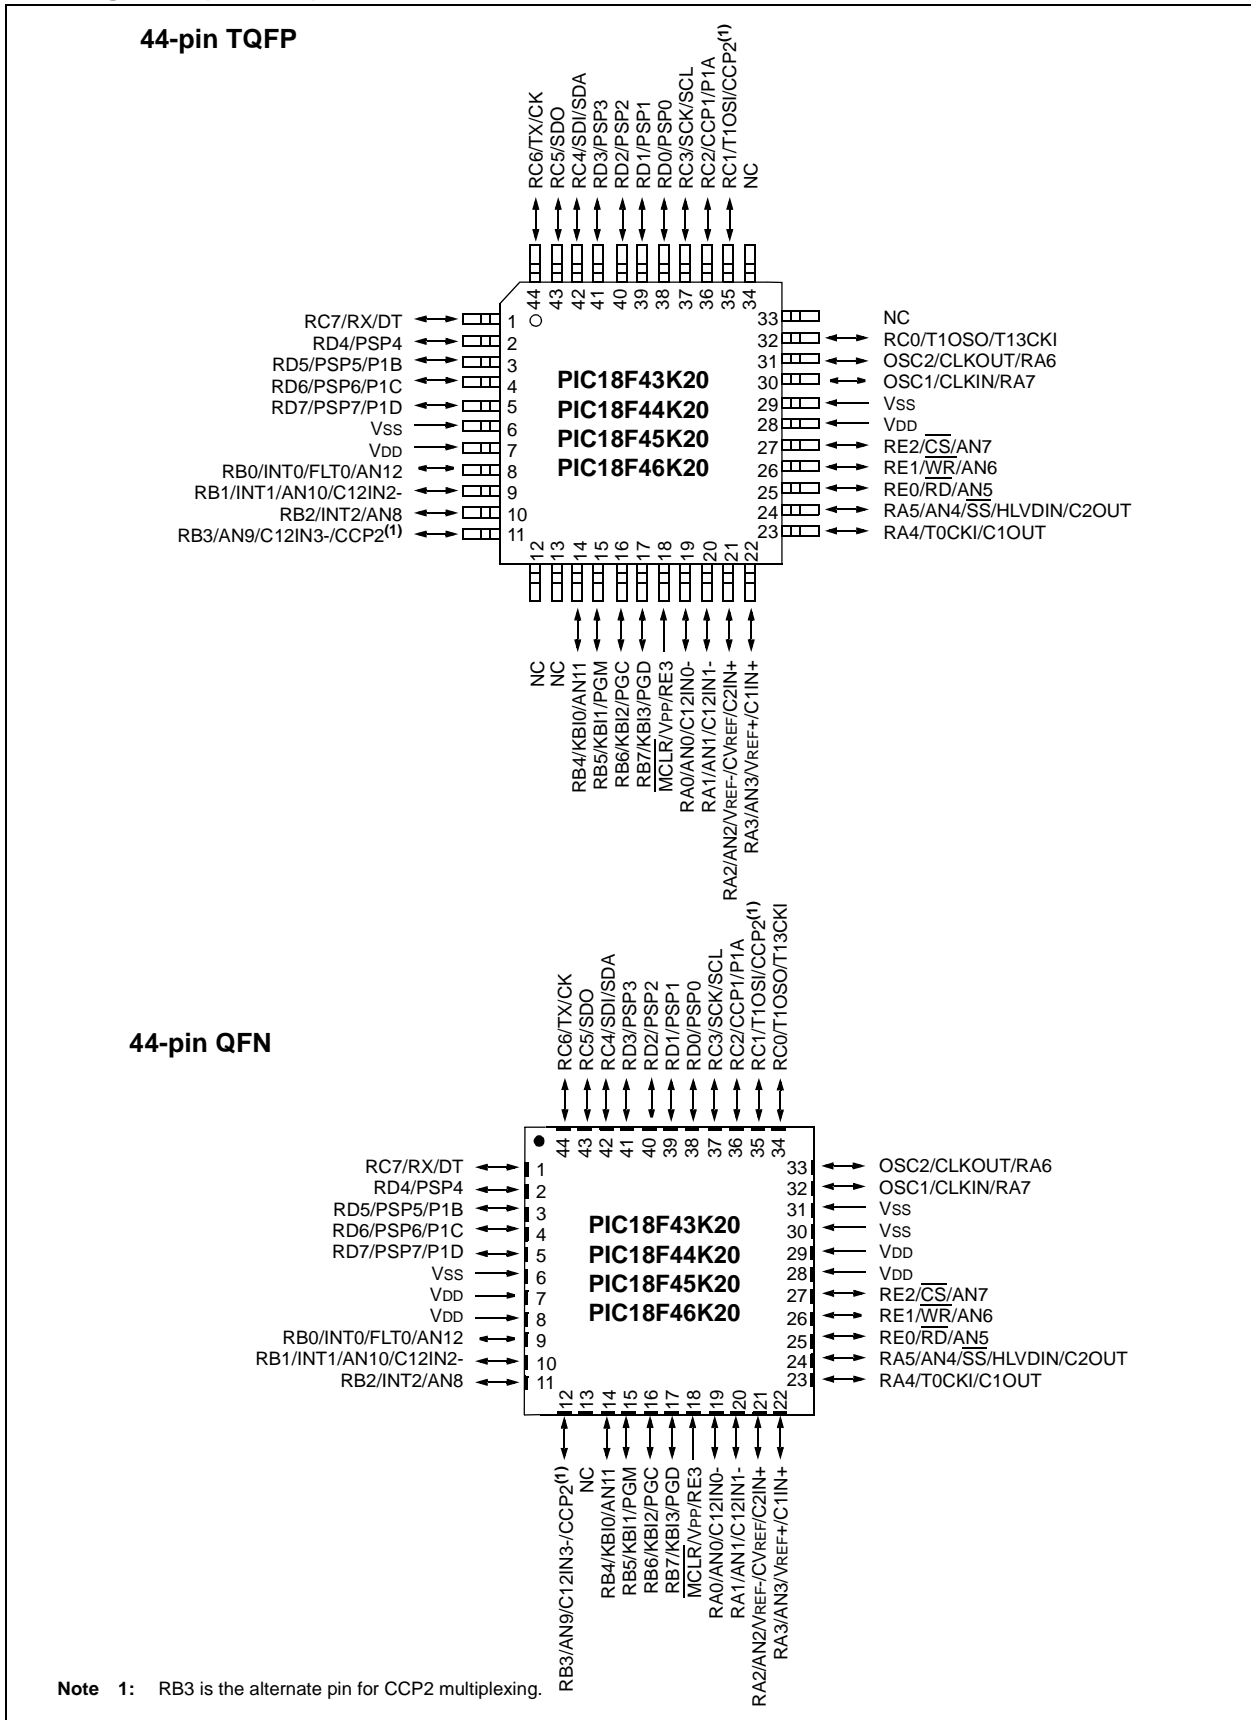 44-pin TQFP
RC6/TX/CK
RC5/SDO
RC4/SDI/SDA
RD3/PSP3
RD2/PSP2
RD1/PSP1
RD0/PSP0
RC3/SCK/SCL
RC2/CCP1/P1A
RC1/T1OSI/CCP2(1)
NC
44 43 42 41 40 39 38 37 36 35 34
RC7/RX/DT 1
RD4/PSP4 2
RD5/PSP5/P1B 3
RD6/PSP6/P1C 4
RD7/PSP7/P1D 5
VSS 6
VDD 7
RB0/INT0/FLT0/AN12 8
RB1/INT1/AN10/C12IN2- 9
RB2/INT2/AN8 10
RB3/AN9/C12IN3-/CCP2(1) 11
PIC18F43K20
PIC18F44K20
PIC18F45K20
PIC18F46K20
33 NC
32 RC0/T1OSO/T13CKI
31 OSC2/CLKOUT/RA6
30 OSC1/CLKIN/RA7
29 VSS
28 VDD
27 RE2/CS/AN7
26 RE1/WR/AN6
25 RE0/RD/AN5
24 RA5/AN4/SS/HLVDIN/C2OUT
23 RA4/T0CKI/C1OUT
12 13 14 15 16 17 18 19 20 21 22
NC
NC
RB4/KBI0/AN11
RB5/KBI1/PGM
RB6/KBI2/PGC
RB7/KBI3/PGD
MCLR/VPP/RE3
RA0/AN0/C12IN0-
RA1/AN1/C12IN1-
RA2/AN2/VREF-/CVREF/C2IN+
RA3/AN3/VREF+/C1IN+
44-pin QFN
RC6/TX/CK
RC5/SDO
RC4/SDI/SDA
RD3/PSP3
RD2/PSP2
RD1/PSP1
RD0/PSP0
RC3/SCK/SCL
RC2/CCP1/P1A
RC1/T1OSI/CCP2(1)
RC0/T1OSO/T13CKI
44 43 42 41 40 39 38 37 36 35 34
RC7/RX/DT 1
RD4/PSP4 2
RD5/PSP5/P1B 3
RD6/PSP6/P1C 4
RD7/PSP7/P1D 5
VSS 6
VDD 7
VDD 8
RB0/INT0/FLT0/AN12 9
RB1/INT1/AN10/C12IN2- 10
RB2/INT2/AN8 11
PIC18F43K20
PIC18F44K20
PIC18F45K20
PIC18F46K20
33 OSC2/CLKOUT/RA6
32 OSC1/CLKIN/RA7
31 VSS
30 VSS
29 VDD
28 VDD
27 RE2/CS/AN7
26 RE1/WR/AN6
25 RE0/RD/AN5
24 RA5/AN4/SS/HLVDIN/C2OUT
23 RA4/T0CKI/C1OUT
12 13 14 15 16 17 18 19 20 21 22
RB3/AN9/C12IN3-/CCP2(1)
NC
RB4/KBI0/AN11
RB5/KBI1/PGM
RB6/KBI2/PGC
RB7/KBI3/PGD
MCLR/VPP/RE3
RA0/AN0/C12IN0-
RA1/AN1/C12IN1-
RA2/AN2/VREF-/CVREF/C2IN+
RA3/AN3/VREF+/C1IN+
Note 1: RB3 is the alternate pin for CCP2 multiplexing.